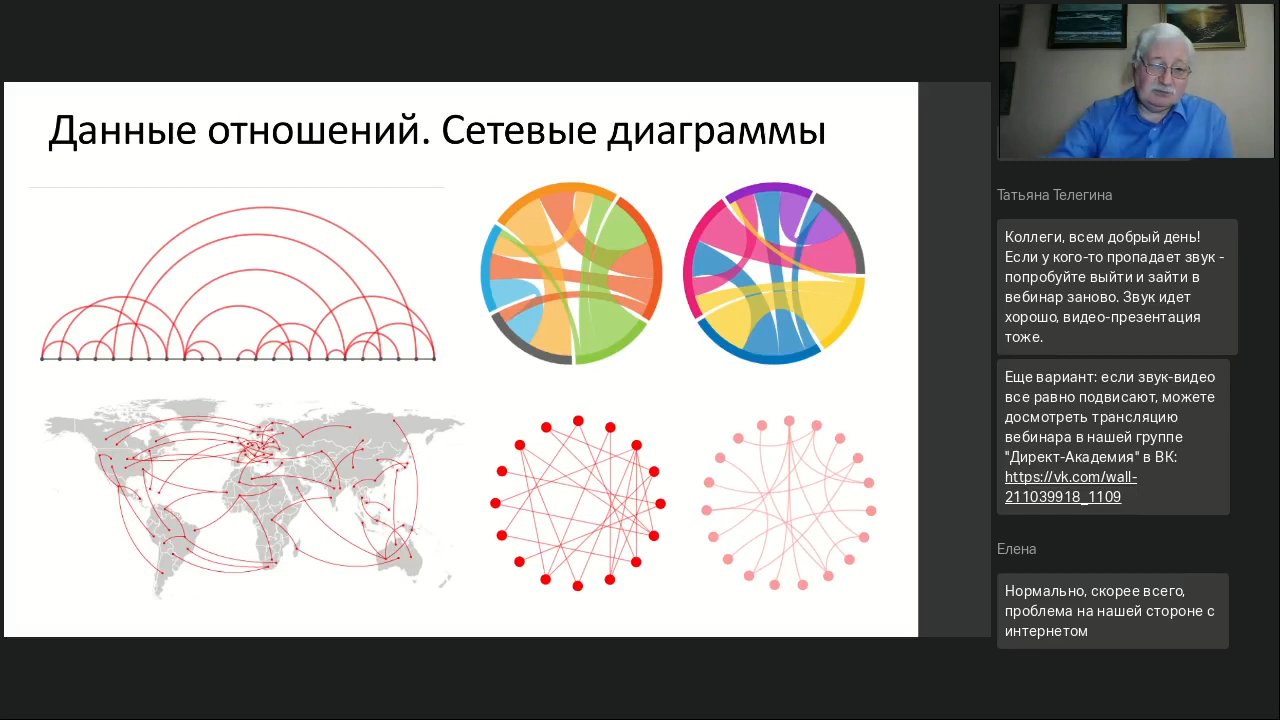 Данные отношений. Сетевые диаграммы
Татьяна Телегина
Коллеги, всем добрый день!
Если у кого-то пропадает звук -
попробуйте выйти и зайти в
вебинар заново. Звук идет
хорошо, видео-презентация
тоже.
Еще вариант: если звук-видео
все равно подвисают, можете
досмотреть трансляцию
вебинара в нашей группе
"Директ-Академия" в ВК:
https://vk.com/wall-
211039918_1109
Елена
Нормально, скорее всего,
проблема на нашей стороне с
интернетом